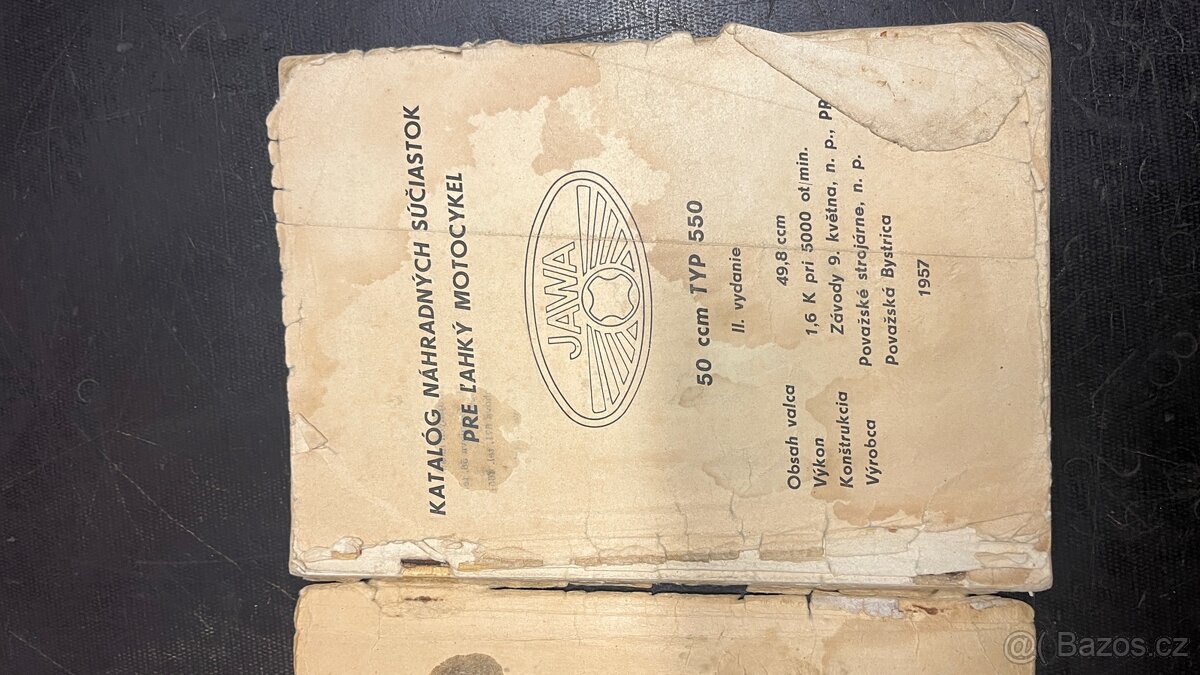 KATALÓG NÁHRADNÝCH SÚČIASTOK
PRE ĽAHKÝ MOTOCYKEL
JAWA
50 ccm TYP 550
II. vydanie
Obsah valca 49,8 ccm
Výkon 1,6 K pri 5000 ot/min.
Konštrukcia Závody 9. května, n. p., PR
Výrobca Považské strojárne, n. p.
Považská Bystrica
1957
@( Bazos.cz